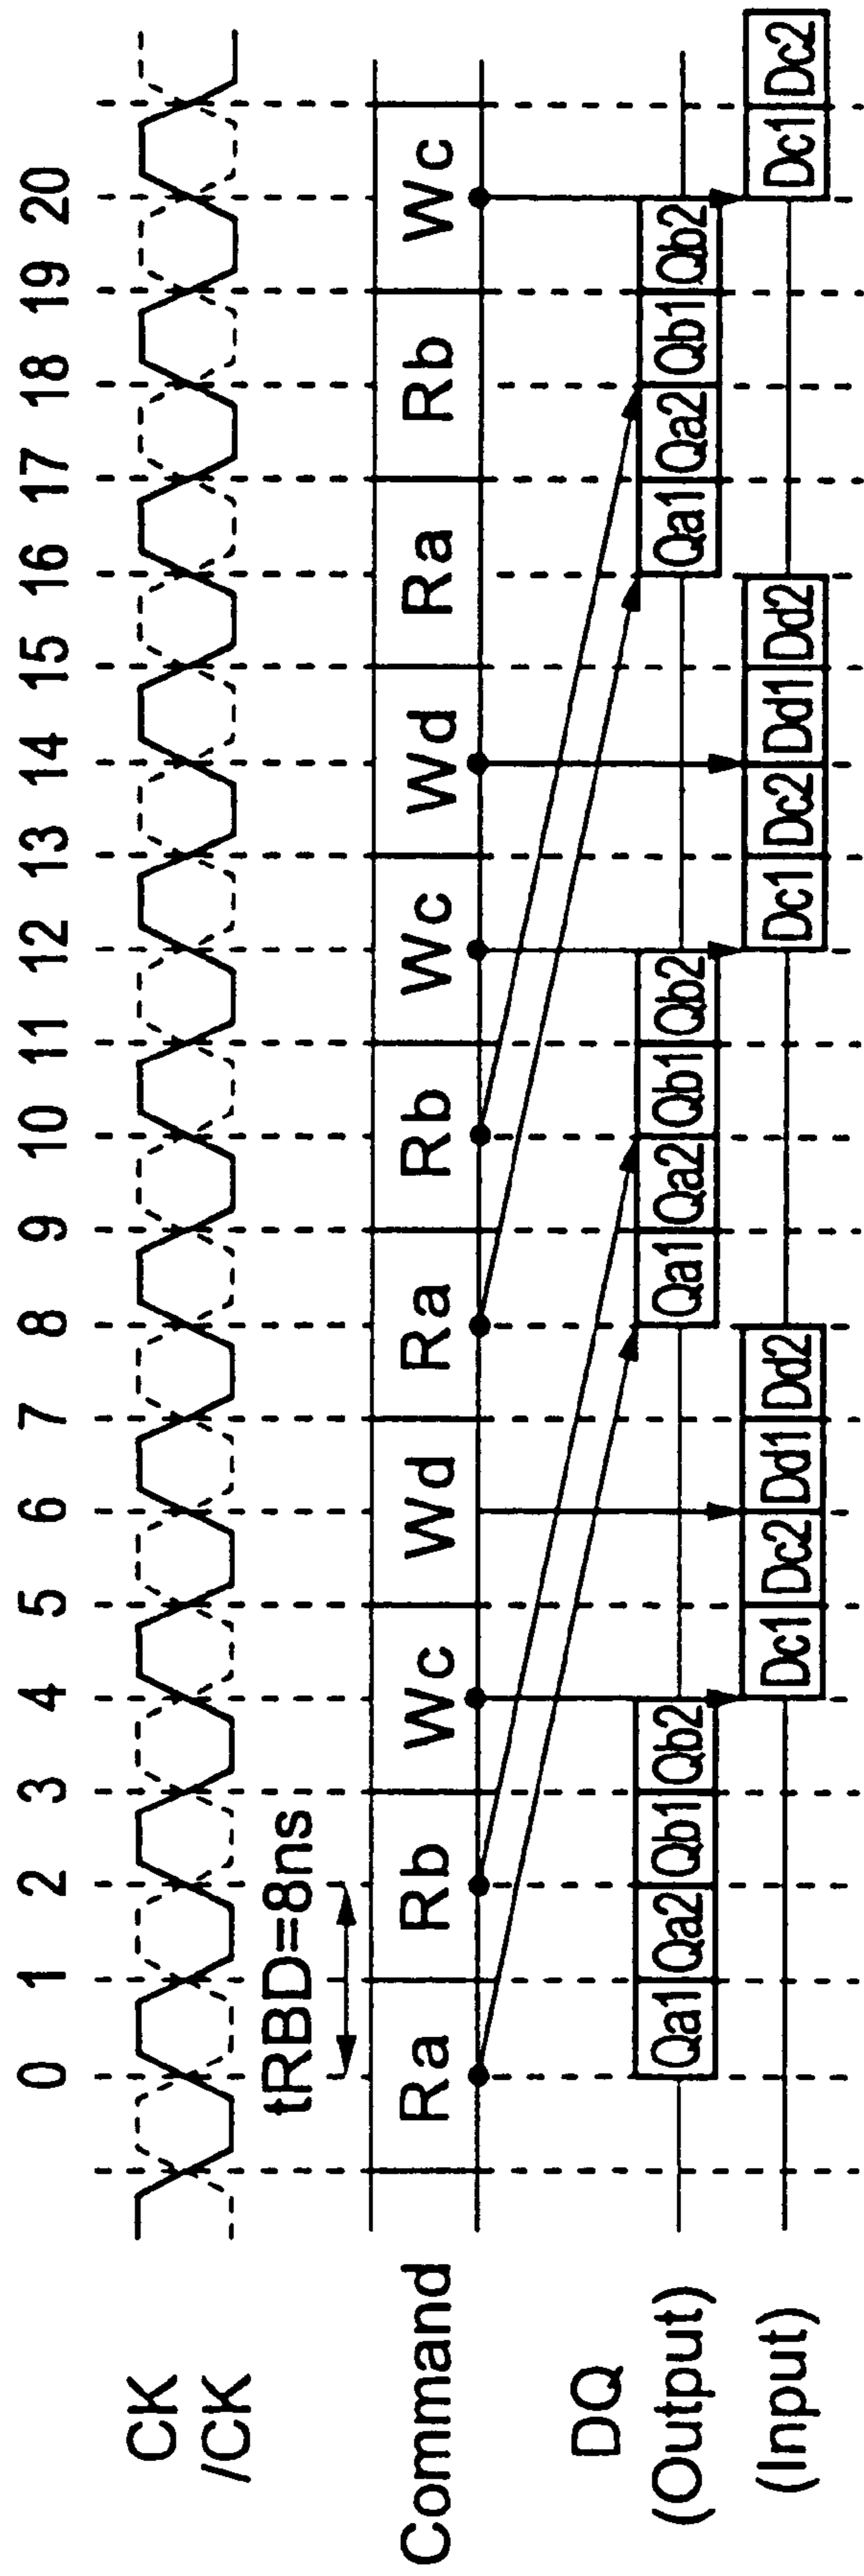 0 1 2 3 4 5 6 7 8 9 10 11 12 13 14 15 16 17 18 19 20
CK
/CK
tRBD=8ns
Command Ra Rb Wc Wd Ra Rb Wc Wd Ra Rb Wc
DQ
(Output) Qa1 Qa2 Qb1 Qb2 Qa1 Qa2 Qb1 Qb2 Qa1 Qa2 Qb1 Qb2
(Input) Dc1 Dc2 Dd1 Dd2 Dc1 Dc2 Dd1 Dd2 Dc1 Dc2